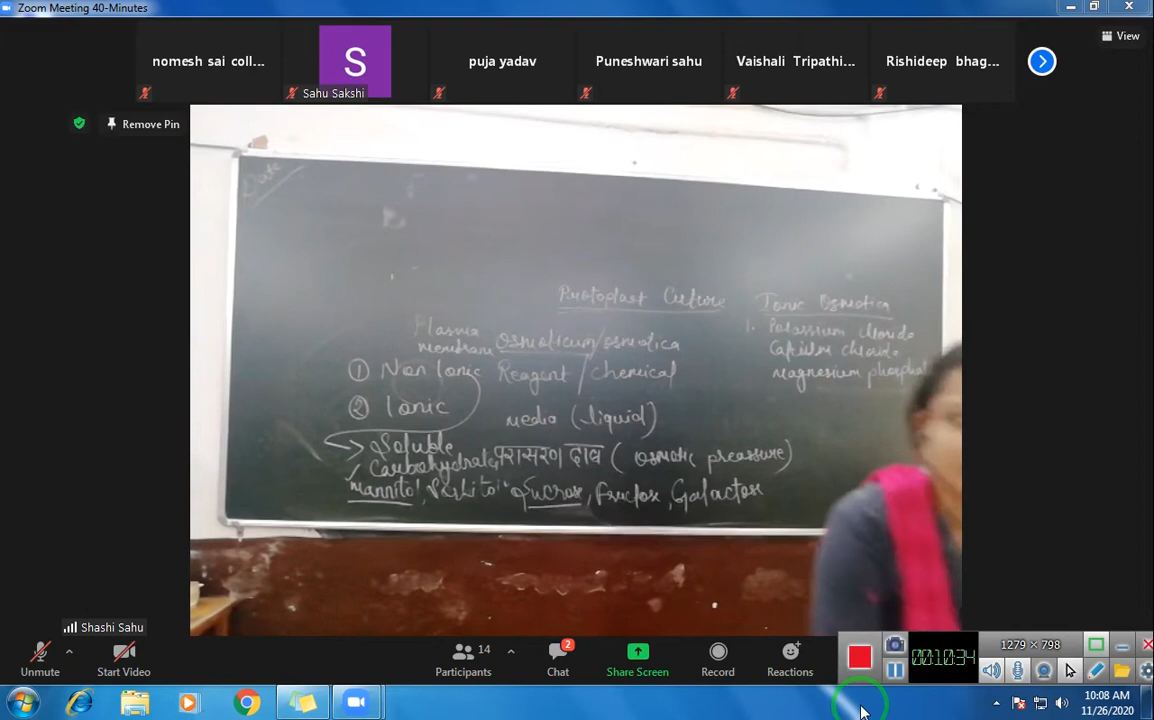 Zoom Meeting 40-Minutes
View
nomesh sai coll...
S
Sahu Sakshi
puja yadav
Puneshwari sahu
Vaishali Tripathi...
Rishideep bhag...
Remove Pin
Date
Protoplast Culture
Ionic Osmotica
Plasma
membrane
Osmoticum/osmotica
1. Potassium chloride
Calcium chloride
magnesium phosphat
① Non Ionic
Reagent / chemical
② Ionic
media (liquid)
→ Soluble
Carbohydrate,
परासरण दाब (osmotic preassure)
mannitol, Sorbitol, Sucrose, Fructose, Galactose
Shashi Sahu
Unmute
Start Video
14
Participants
2
Chat
Share Screen
Record
Reactions
00:10:34
1279 × 798
10:08 AM
11/26/2020